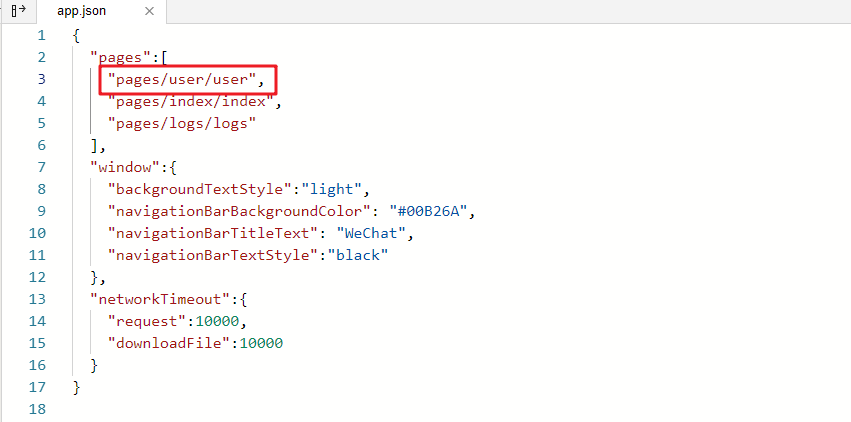 app.json
1 {
2 "pages":[
3 "pages/user/user",
4 "pages/index/index",
5 "pages/logs/logs"
6 ],
7 "window":{
8 "backgroundTextStyle":"light",
9 "navigationBarBackgroundColor": "#00B26A",
10 "navigationBarTitleText": "WeChat",
11 "navigationBarTextStyle":"black"
12 },
13 "networkTimeout":{
14 "request":10000,
15 "downloadFile":10000
16 }
17 }
18